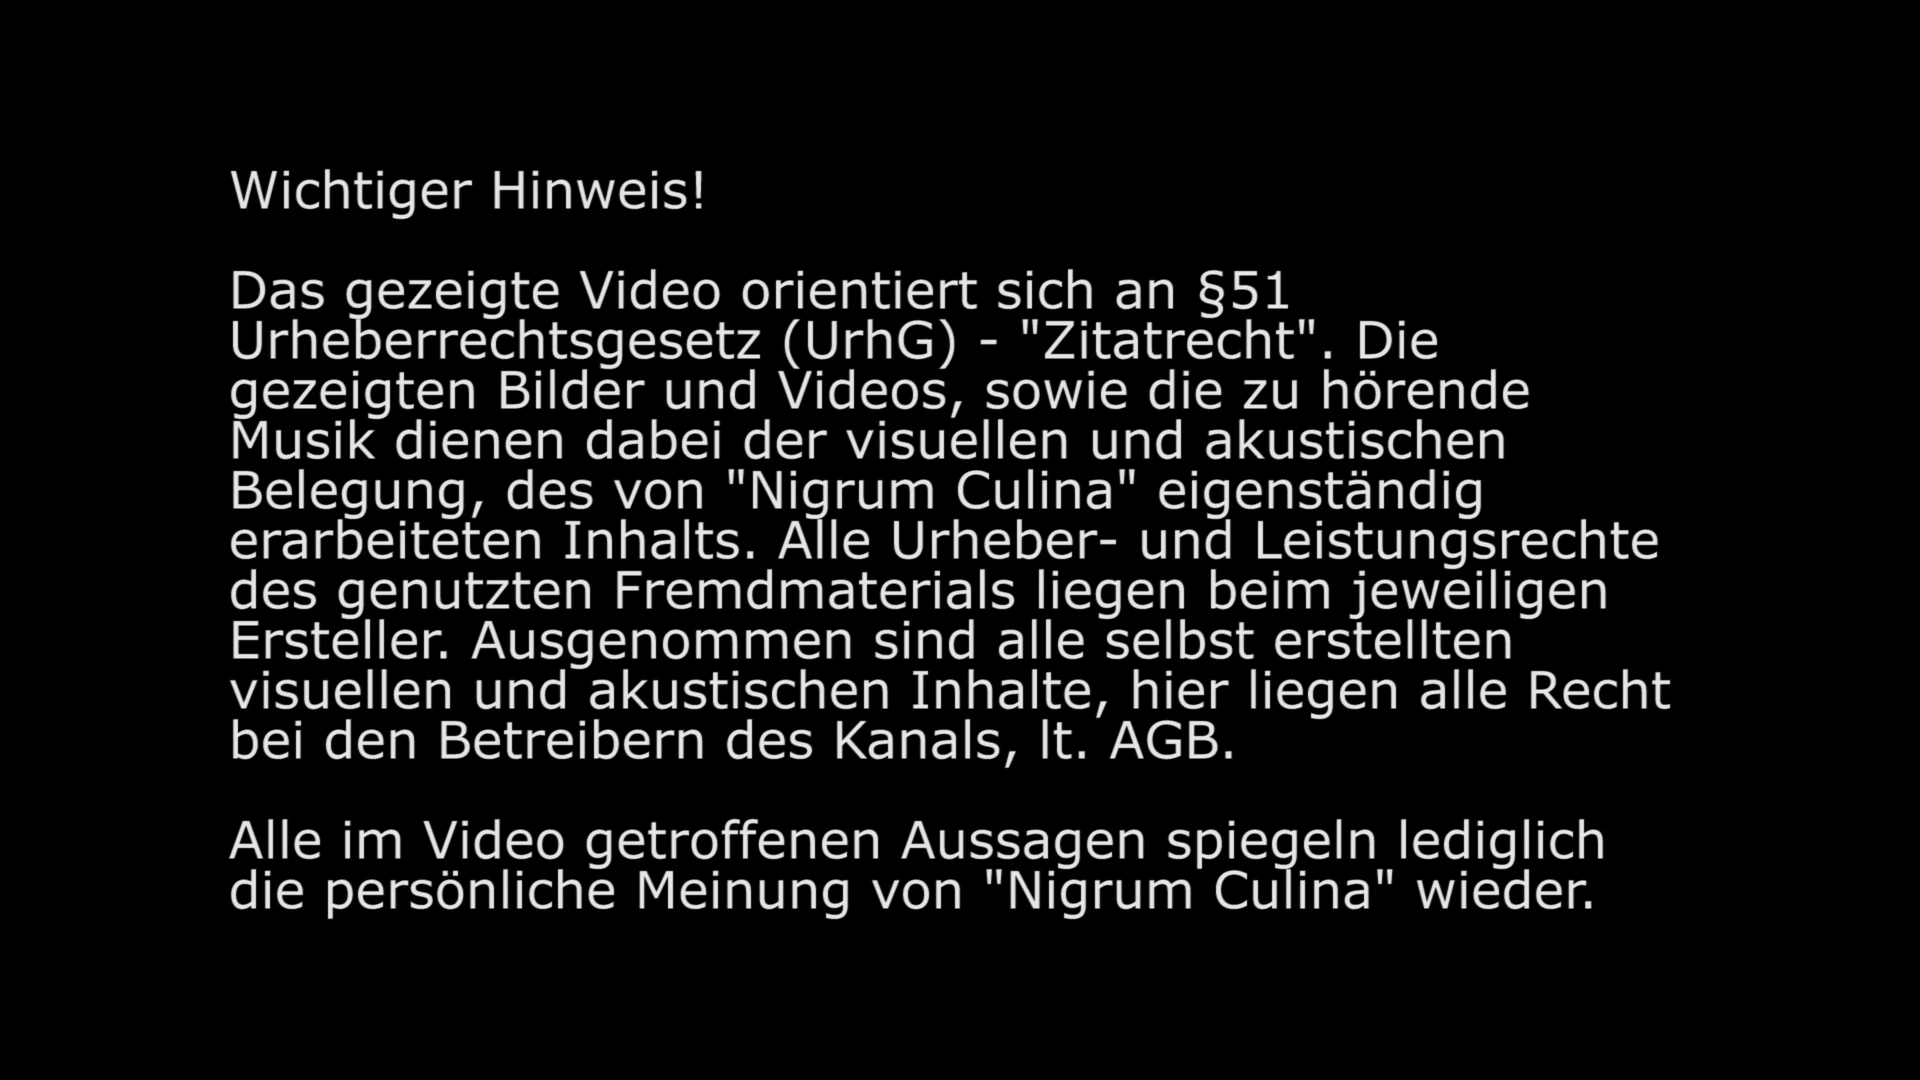 Wichtiger Hinweis!
Das gezeigte Video orientiert sich an §51
Urheberrechtsgesetz (UrhG) - "Zitatrecht". Die
gezeigten Bilder und Videos, sowie die zu hörende
Musik dienen dabei der visuellen und akustischen
Belegung, des von "Nigrum Culina" eigenständig
erarbeiteten Inhalts. Alle Urheber- und Leistungsrechte
des genutzten Fremdmaterials liegen beim jeweiligen
Ersteller. Ausgenommen sind alle selbst erstellten
visuellen und akustischen Inhalte, hier liegen alle Recht
bei den Betreibern des Kanals, lt. AGB.
Alle im Video getroffenen Aussagen spiegeln lediglich
die persönliche Meinung von "Nigrum Culina" wieder.